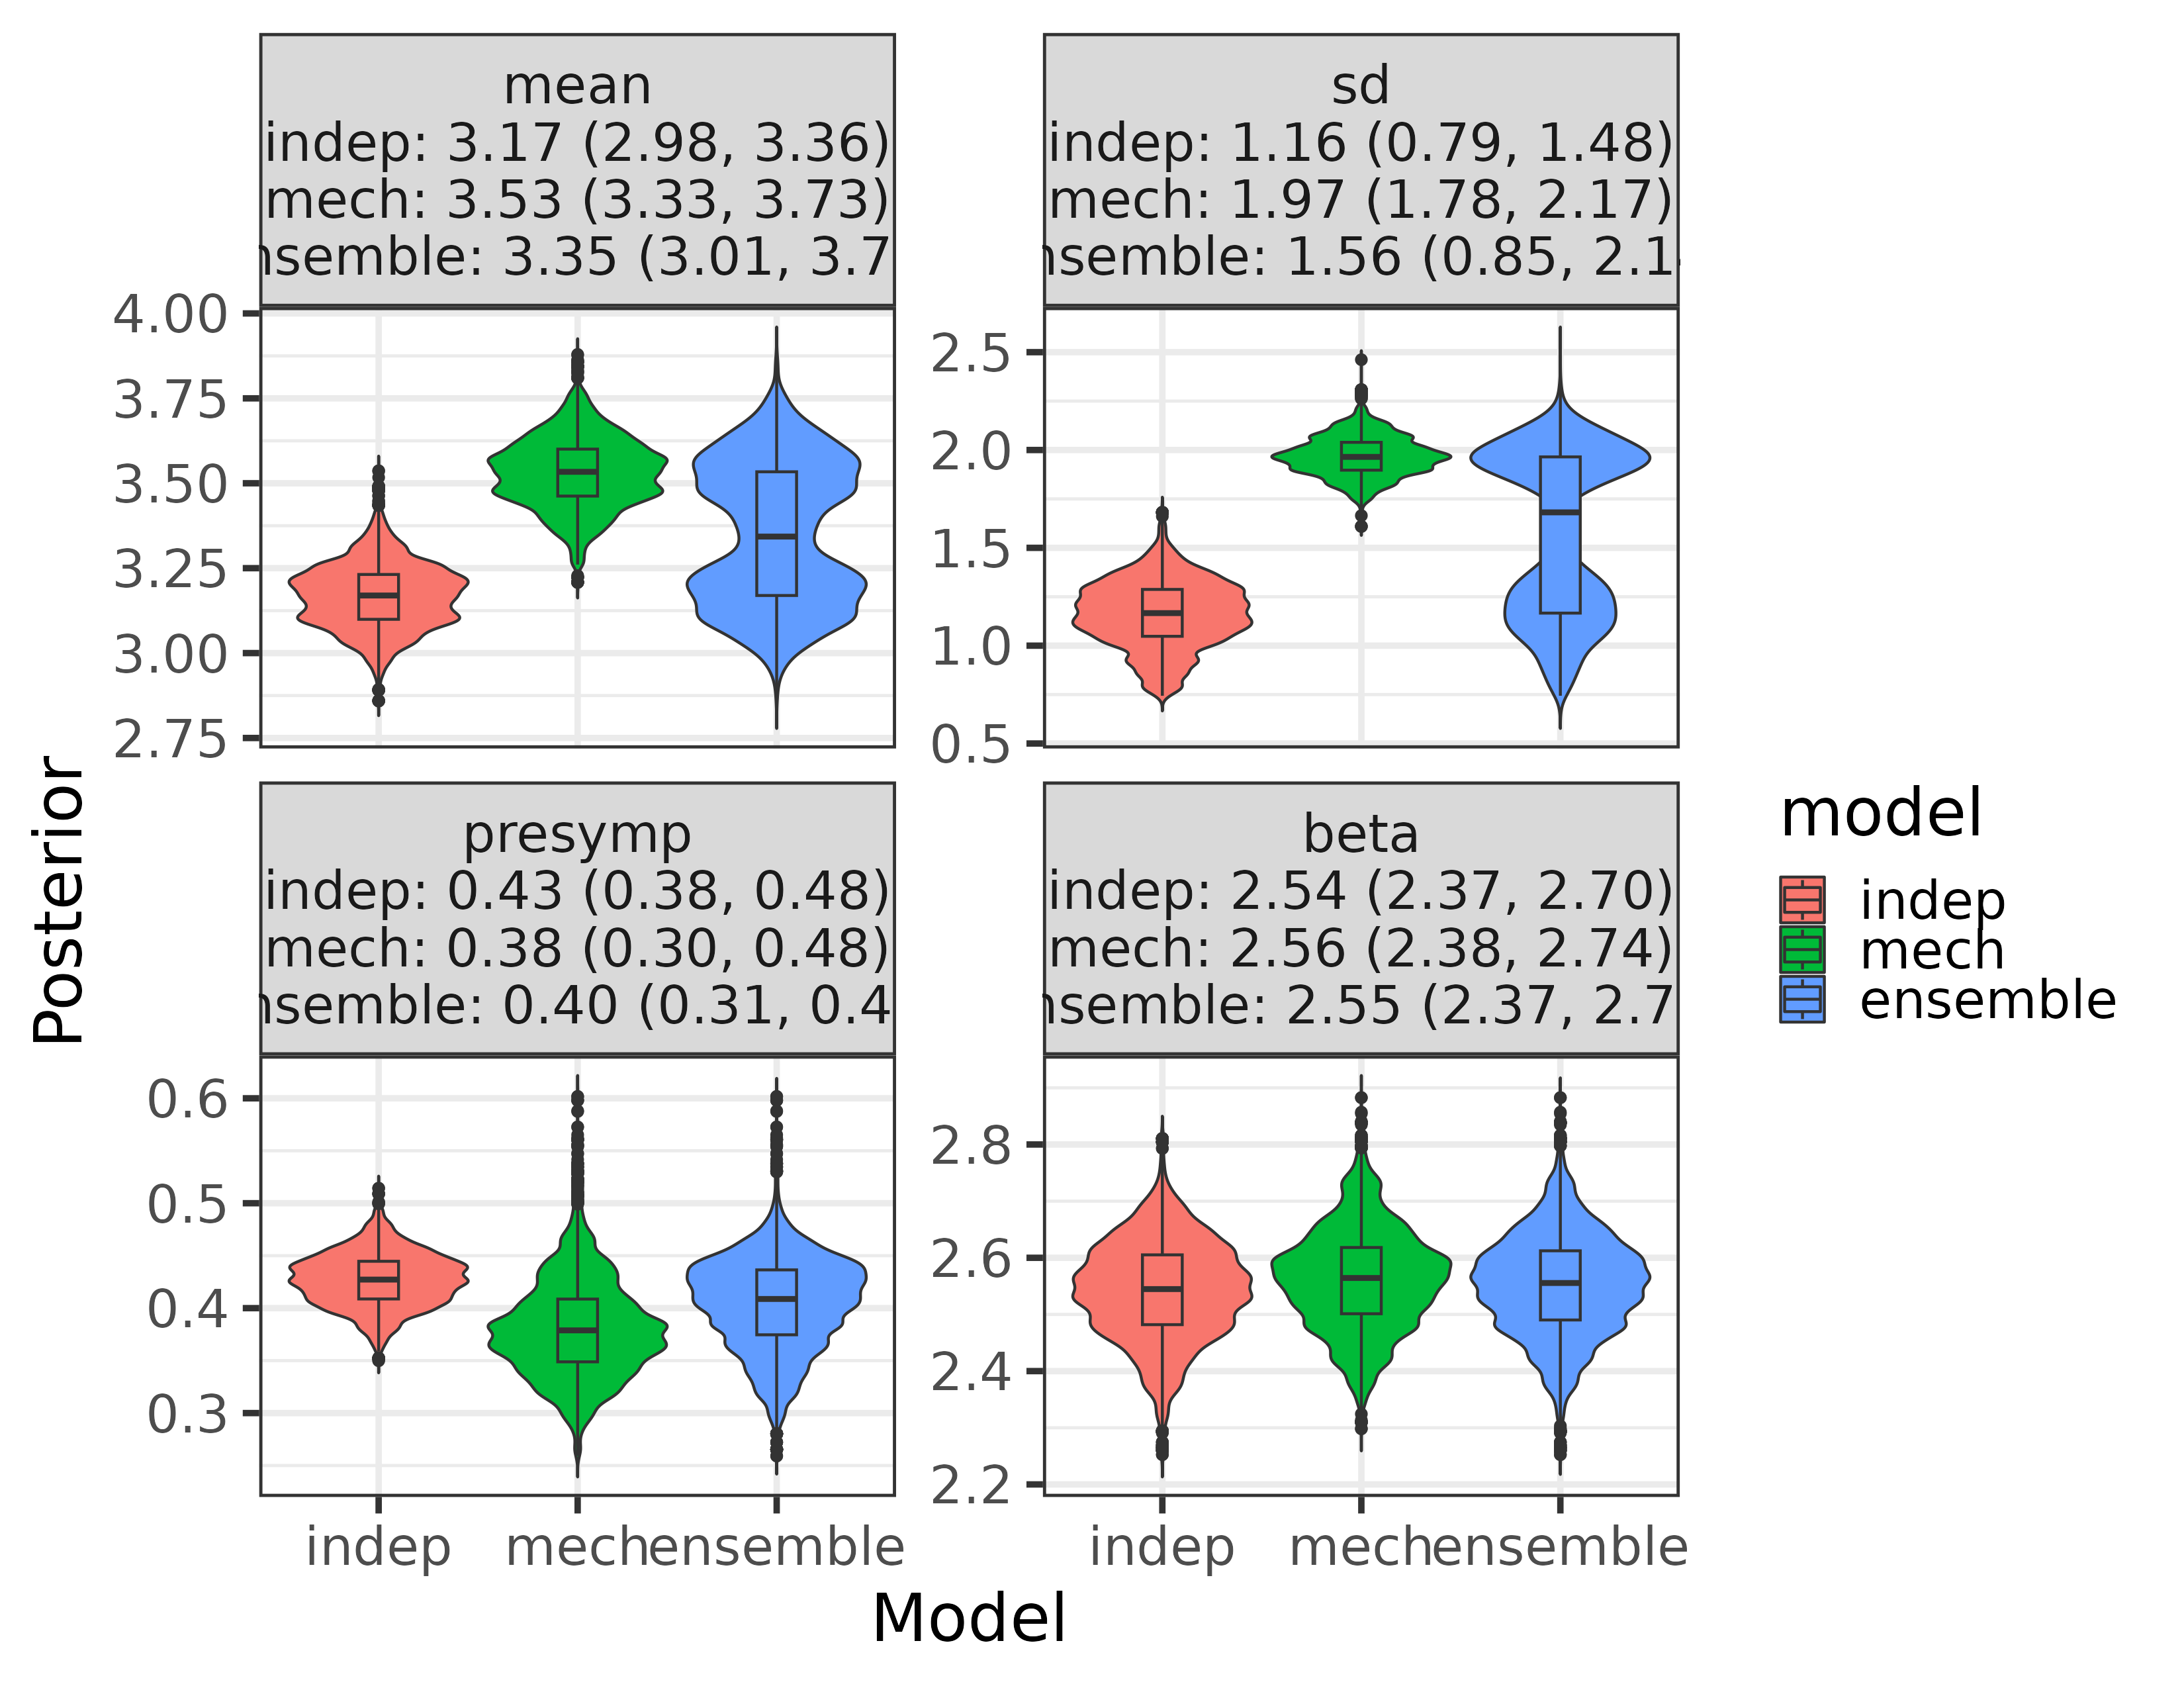 mean
indep: 3.17 (2.98, 3.36)
mech: 3.53 (3.33, 3.73)
nsemble: 3.35 (3.01, 3.7
sd
indep: 1.16 (0.79, 1.48)
mech: 1.97 (1.78, 2.17)
nsemble: 1.56 (0.85, 2.1
4.00
3.75
3.50
3.25
3.00
2.75
2.5
2.0
1.5
1.0
0.5
Posterior
presymp
indep: 0.43 (0.38, 0.48)
mech: 0.38 (0.30, 0.48)
nsemble: 0.40 (0.31, 0.4
beta
indep: 2.54 (2.37, 2.70)
mech: 2.56 (2.38, 2.74)
nsemble: 2.55 (2.37, 2.7
0.6
0.5
0.4
0.3
2.8
2.6
2.4
2.2
indep mech ensemble
indep mech ensemble
Model
model
indep
mech
ensemble